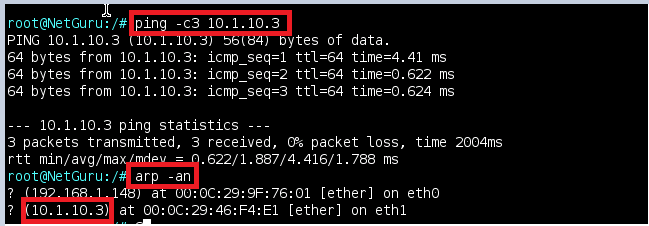 root@NetGuru:/# ping -c3 10.1.10.3
PING 10.1.10.3 (10.1.10.3) 56(84) bytes of data.
64 bytes from 10.1.10.3: icmp_seq=1 ttl=64 time=4.41 ms
64 bytes from 10.1.10.3: icmp_seq=2 ttl=64 time=0.622 ms
64 bytes from 10.1.10.3: icmp_seq=3 ttl=64 time=0.624 ms
--- 10.1.10.3 ping statistics ---
3 packets transmitted, 3 received, 0% packet loss, time 2004ms
rtt min/avg/max/mdev = 0.622/1.887/4.416/1.788 ms
root@NetGuru:/# arp -an
? (192.168.1.148) at 00:0C:29:9F:76:01 [ether] on eth0
? (10.1.10.3) at 00:0C:29:46:F4:E1 [ether] on eth1